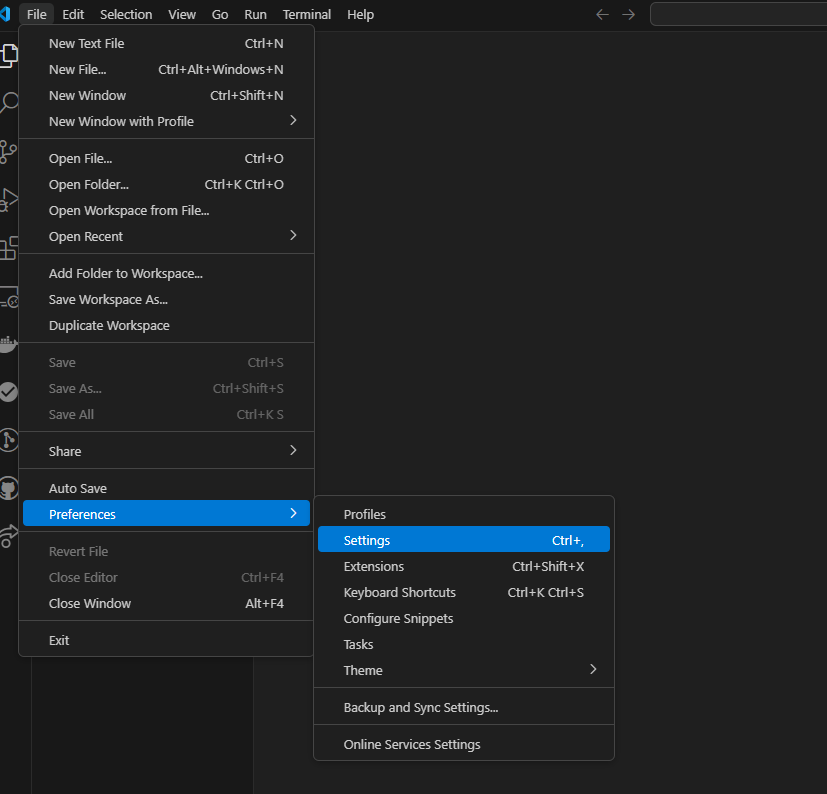 File Edit Selection View Go Run Terminal Help
New Text File Ctrl+N
New File... Ctrl+Alt+Windows+N
New Window Ctrl+Shift+N
New Window with Profile
Open File... Ctrl+O
Open Folder... Ctrl+K Ctrl+O
Open Workspace from File...
Open Recent
Add Folder to Workspace...
Save Workspace As...
Duplicate Workspace
Save Ctrl+S
Save As... Ctrl+Shift+S
Save All Ctrl+K S
Share
Auto Save
Preferences
Revert File
Close Editor Ctrl+F4
Close Window Alt+F4
Exit
Profiles
Settings Ctrl+,
Extensions Ctrl+Shift+X
Keyboard Shortcuts Ctrl+K Ctrl+S
Configure Snippets
Tasks
Theme
Backup and Sync Settings...
Online Services Settings